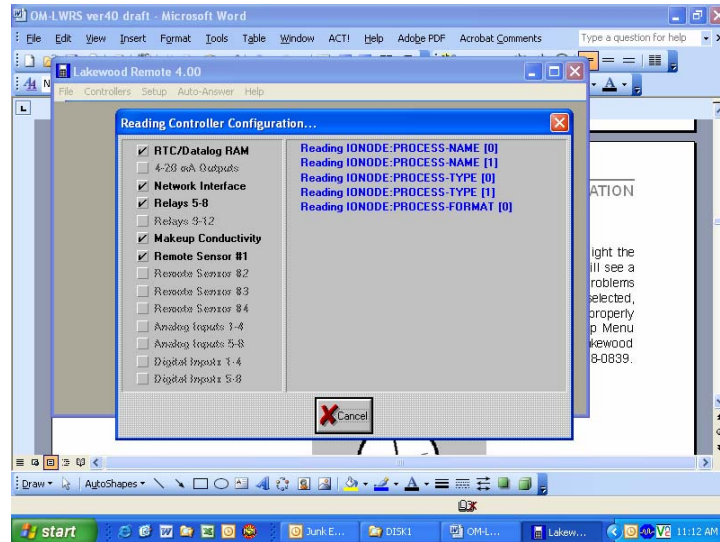 OM-LWRS ver40 draft - Microsoft Word
File Edit View Insert Format Tools Table Window ACT! Help Adobe PDF Acrobat Comments Type a question for help
Lakewood Remote 4.00
File Controllers Setup Auto-Answer Help
Reading Controller Configuration...
RTC/Datalog RAM
4-20 mA Outputs
Network Interface
Relays 5-8
Relays 9-12
Makeup Conductivity
Remote Sensor #1
Remote Sensor #2
Remote Sensor #3
Remote Sensor #4
Analog Inputs 1-4
Analog Inputs 5-8
Digital Inputs 1-4
Digital Inputs 5-8
Reading IONODE:PROCESS-NAME [0]
Reading IONODE:PROCESS-NAME [1]
Reading IONODE:PROCESS-TYPE [0]
Reading IONODE:PROCESS-TYPE [1]
Reading IONODE:PROCESS-FORMAT [0]
Cancel
ATION
ight the
ill see a
roblems
selected,
properly
p Menu
kewood
8-0839.
Draw AutoShapes
start Junk E... DISK1 OM-L... Lakew... V2 11:12 AM